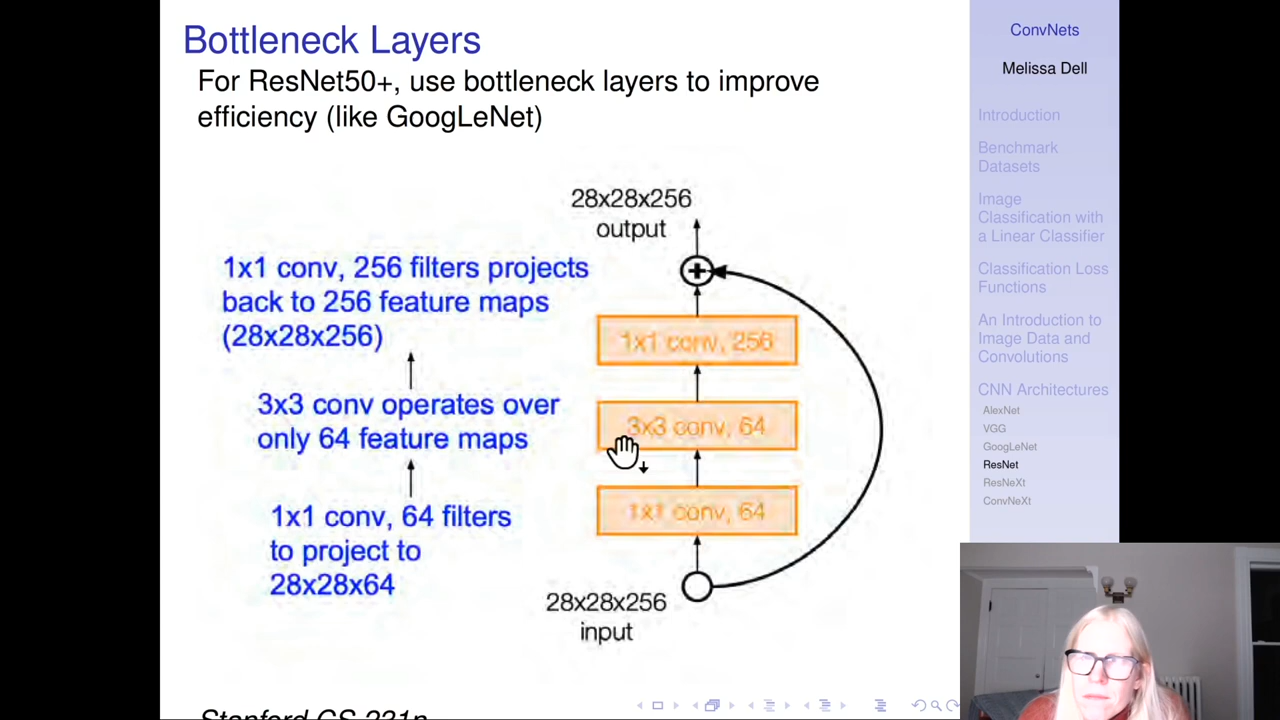 Bottleneck Layers
For ResNet50+, use bottleneck layers to improve
efficiency (like GoogLeNet)
28x28x256
output
1x1 conv, 256 filters projects
back to 256 feature maps
(28x28x256)
1x1 conv, 256
3x3 conv operates over
only 64 feature maps
3x3 conv, 64
1x1 conv, 64 filters
to project to
28x28x64
1x1 conv, 64
28x28x256
input
Stanford CS 231n
ConvNets
Melissa Dell
Introduction
Benchmark
Datasets
Image
Classification with
a Linear Classifier
Classification Loss
Functions
An Introduction to
Image Data and
Convolutions
CNN Architectures
AlexNet
VGG
GoogLeNet
ResNet
ResNeXt
ConvNeXt